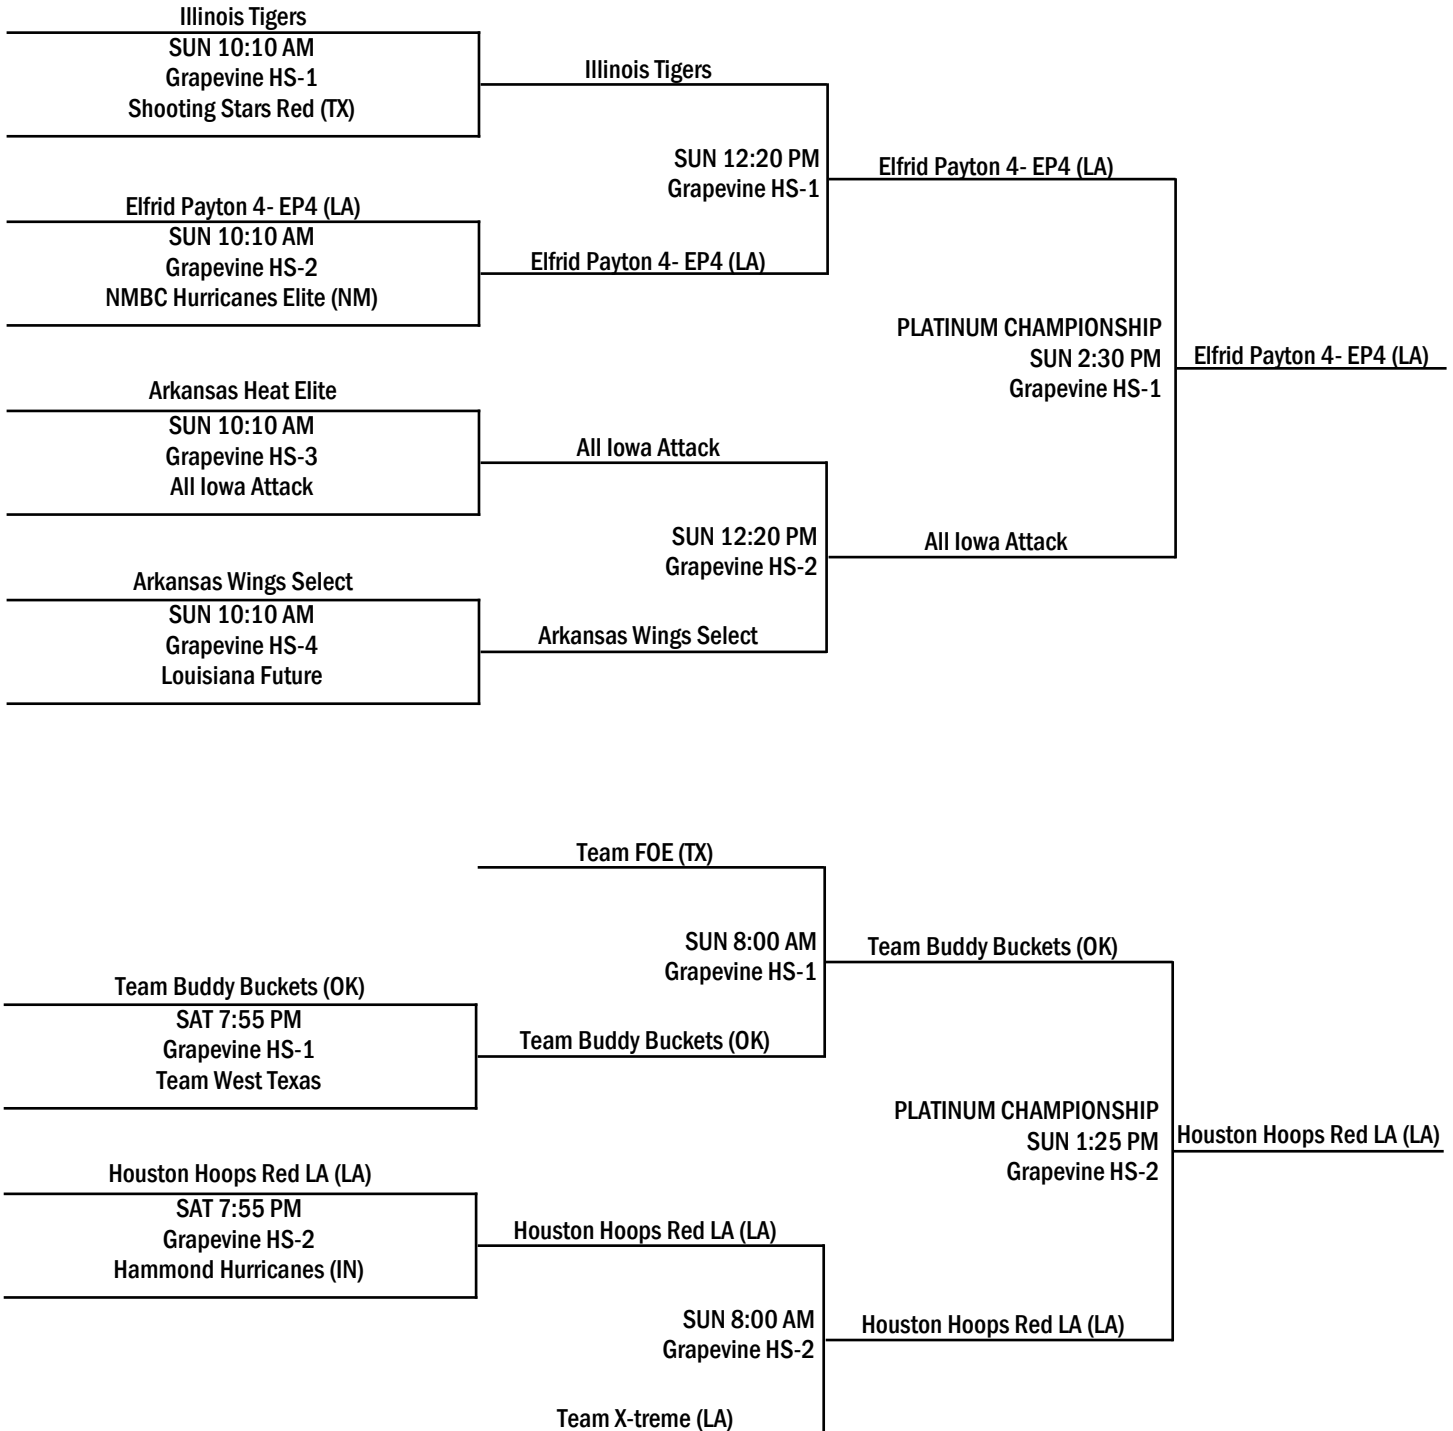 Illinois Tigers
SUN 10:10 AM
Grapevine HS-1
Shooting Stars Red (TX)
Illinois Tigers
SUN 12:20 PM
Grapevine HS-1
Elfrid Payton 4- EP4 (LA)
SUN 10:10 AM
Grapevine HS-2
NMBC Hurricanes Elite (NM)
Elfrid Payton 4- EP4 (LA)
Elfrid Payton 4- EP4 (LA)
PLATINUM CHAMPIONSHIP
SUN 2:30 PM
Grapevine HS-1
Elfrid Payton 4- EP4 (LA)
Arkansas Heat Elite
SUN 10:10 AM
Grapevine HS-3
All Iowa Attack
All Iowa Attack
SUN 12:20 PM
Grapevine HS-2
All Iowa Attack
Arkansas Wings Select
SUN 10:10 AM
Grapevine HS-4
Louisiana Future
Arkansas Wings Select
Team FOE (TX)
SUN 8:00 AM
Grapevine HS-1
Team Buddy Buckets (OK)
Team Buddy Buckets (OK)
SAT 7:55 PM
Grapevine HS-1
Team West Texas
Team Buddy Buckets (OK)
PLATINUM CHAMPIONSHIP
SUN 1:25 PM
Grapevine HS-2
Houston Hoops Red LA (LA)
Houston Hoops Red LA (LA)
SAT 7:55 PM
Grapevine HS-2
Hammond Hurricanes (IN)
Houston Hoops Red LA (LA)
SUN 8:00 AM
Grapevine HS-2
Houston Hoops Red LA (LA)
Team X-treme (LA)